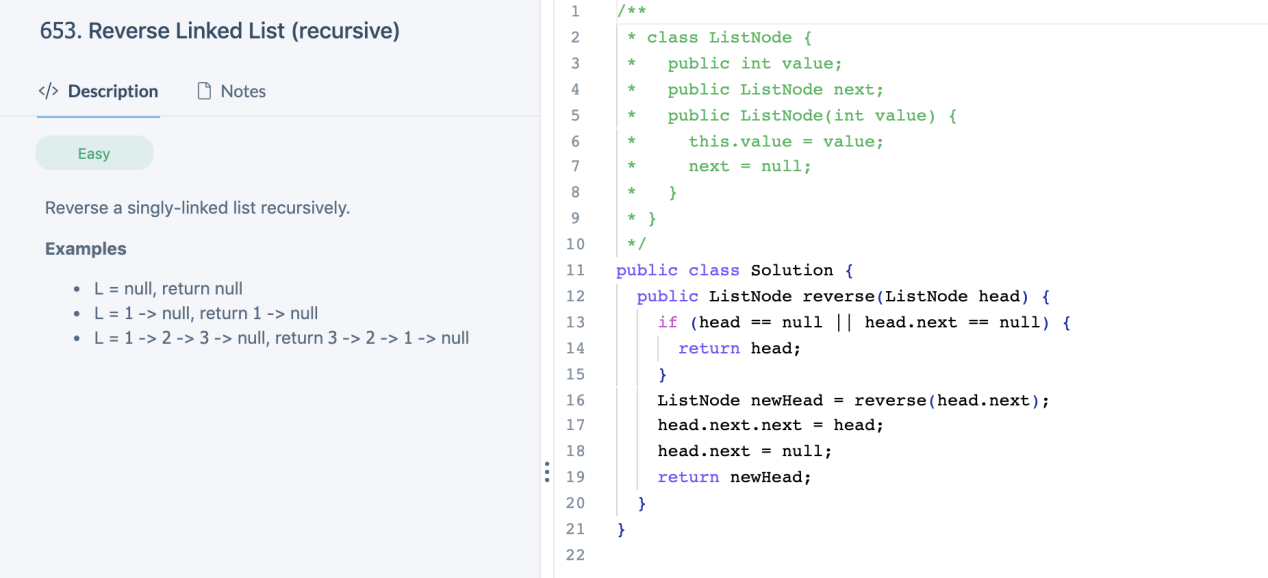 653. Reverse Linked List (recursive)
</> Description
Notes
Easy
Reverse a singly-linked list recursively.
Examples
• L = null, return null
• L = 1 -> null, return 1 -> null
• L = 1 -> 2 -> 3 -> null, return 3 -> 2 -> 1 -> null
1 /**
2  * class ListNode {
3  *   public int value;
4  *   public ListNode next;
5  *   public ListNode(int value) {
6  *     this.value = value;
7  *     next = null;
8  *   }
9  * }
10  */
11 public class Solution {
12   public ListNode reverse(ListNode head) {
13     if (head == null || head.next == null) {
14       return head;
15     }
16     ListNode newHead = reverse(head.next);
17     head.next.next = head;
18     head.next = null;
19     return newHead;
20   }
21 }
22